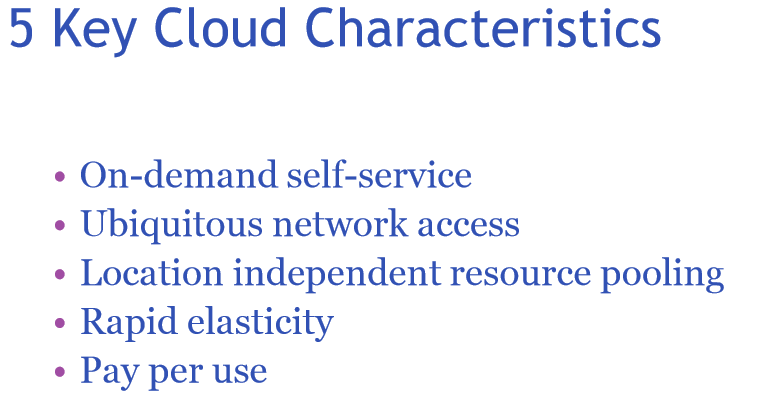 5 Key Cloud Characteristics
• On-demand self-service
• Ubiquitous network access
• Location independent resource pooling
• Rapid elasticity
• Pay per use